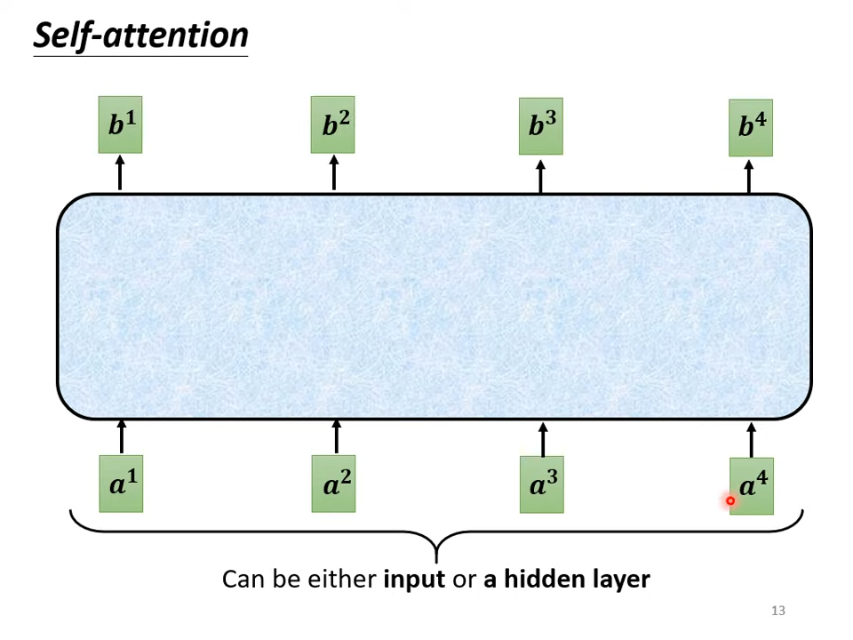 Self-attention
b¹ b² b³ b⁴
a¹ a² a³ a⁴
Can be either input or a hidden layer
13